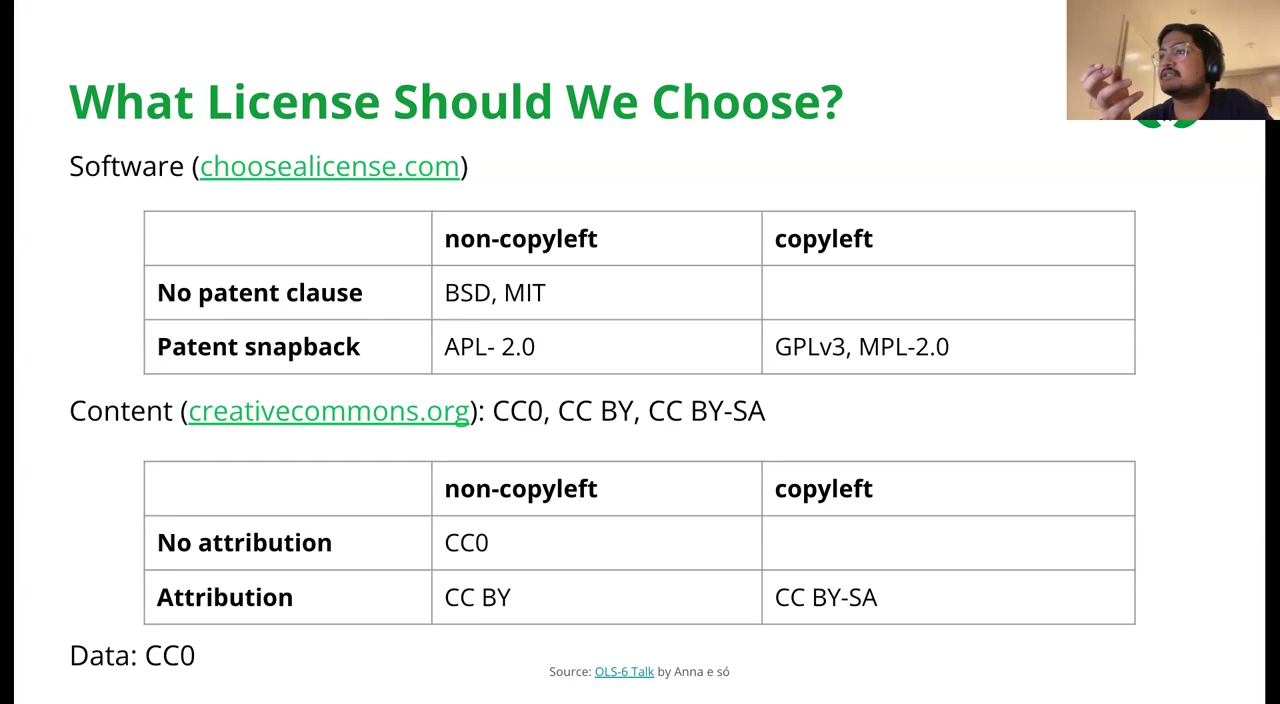 What License Should We Choose?
Software (choosealicense.com)
non-copyleft copyleft
No patent clause BSD, MIT
Patent snapback APL- 2.0 GPLv3, MPL-2.0
Content (creativecommons.org): CC0, CC BY, CC BY-SA
non-copyleft copyleft
No attribution CC0
Attribution CC BY CC BY-SA
Data: CC0
Source: OLS-6 Talk by Anna e só